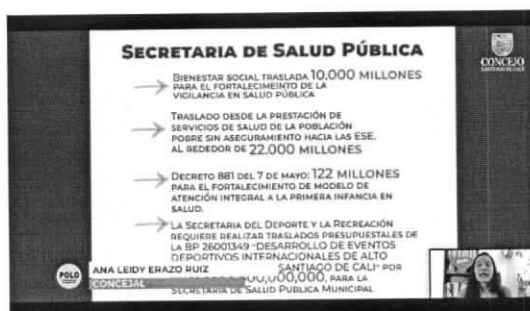 SECRETARIA DE SALUD PÚBLICA
CONCEJO
BIENESTAR SOCIAL TRASLADA 10.000 MILLONES
PARA EL FORTALECIMEINTO DE LA
VIGILANCIA EN SALUD PÚBLICA
TRASLADO DESDE LA PRESTACIÓN DE
SERVICIOS DE SALUD DE LA POBLACIÓN
POBRE SIN ASEGURAMIENTO HACIA LAS ESE.
AL REDEDOR DE 22.000 MILLONES
DECRETO 881 DEL 7 DE MAYO: 122 MILLONES
PARA EL FORTALECIMIENTO DE MODELO DE
ATENCIÓN INTEGRAL A LA PRIMERA INFANCIA EN
SALUD.
LA SECRETARIA DEL DEPORTE Y LA RECREACIÓN
REQUIERE REALIZAR TRASLADOS PRESUPUESTALES DE
LA BP 26001349 "DESARROLLO DE EVENTOS
DEPORTIVOS INTERNACIONALES DE ALTO
SANTIAGO DE CALI" POR
00,000,000, PARA LA
SECRETARIA DE SALUD PUBLICA MUNICIPAL
POLO
ANA LEIDY ERAZO RUIZ
CONCEJAL